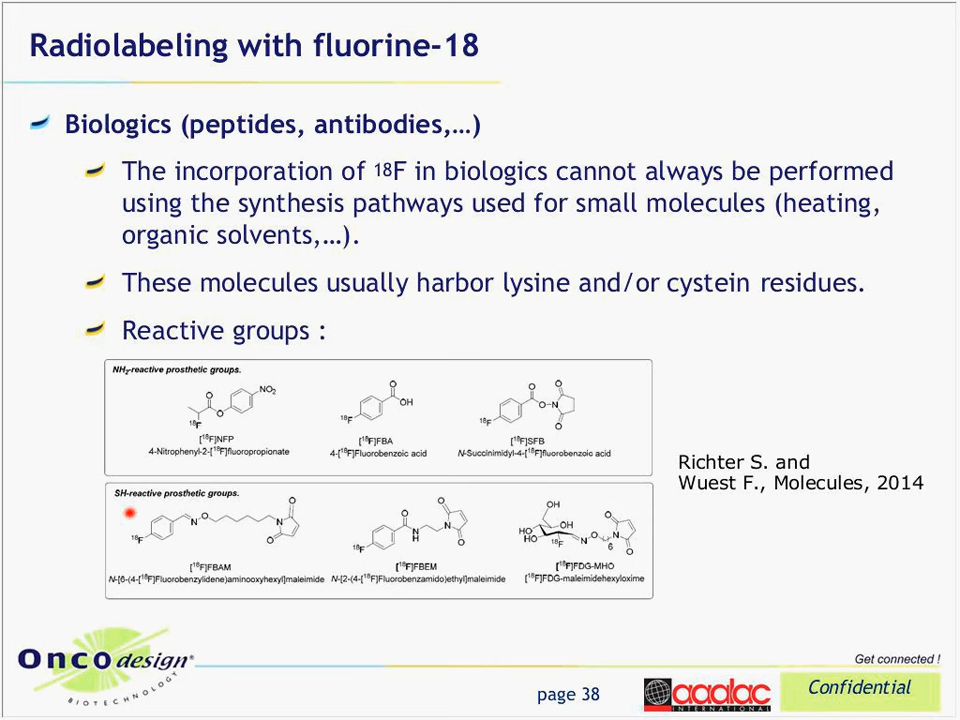 Radiolabeling with fluorine-18
Biologics (peptides, antibodies,…)
The incorporation of 18F in biologics cannot always be performed
using the synthesis pathways used for small molecules (heating,
organic solvents,…).
These molecules usually harbor lysine and/or cystein residues.
Reactive groups :
NH2-reactive prosthetic groups.
O
NO2
O
18F
[18F]NFP
4-Nitrophenyl-2-[18F]fluoropropionate
O
OH
18F
[18F]FBA
4-[18F]Fluorobenzoic acid
O
O
O
N
O
18F
[18F]SFB
N-Succinimidyl-4-[18F]fluorobenzoic acid
Richter S. and
Wuest F., Molecules, 2014
SH-reactive prosthetic groups.
N
O
N
O
O
18F
[18F]FBAM
N-[6-(4-[18F]Fluorobenzylidene)aminooxyhexyl]maleimide
O
N
H
N
O
O
18F
[18F]FBEM
N-[2-(4-[18F]Fluorobenzamido)ethyl]maleimide
OH
HO
HO
OH
18F
N
O
6
N
O
O
[18F]FDG-MHO
[18F]FDG-maleimidehexyloxime
Oncodesign®
BIOTECHNOLOGY
Get connected !
page 38
aaalac
INTERNATIONAL
Confidential